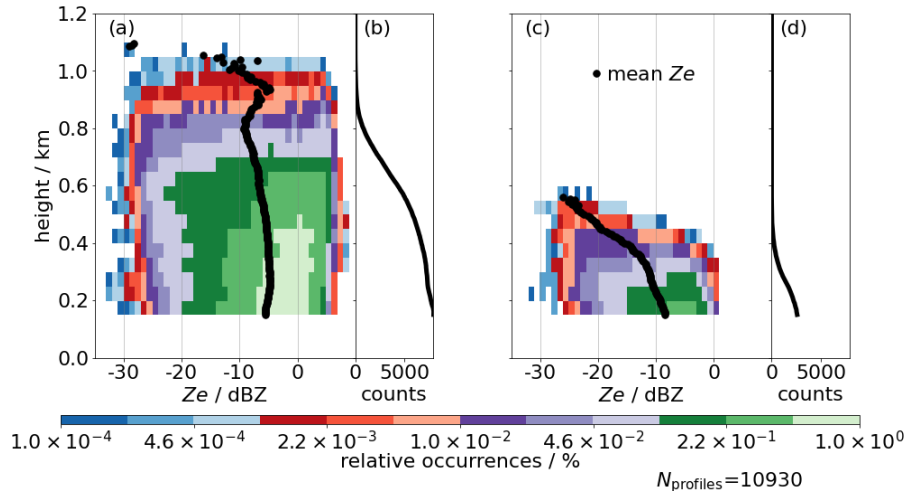 1.2 (a) (b) (c) (d)
1.0 mean Ze
0.8
0.6
0.4
0.2
0.0
height / km
-30 -20 -10 0 0 5000 -30 -20 -10 0 0 5000
Ze / dBZ counts Ze / dBZ counts
1.0 × 10⁻⁴ 4.6 × 10⁻⁴ 2.2 × 10⁻³ 1.0 × 10⁻² 4.6 × 10⁻² 2.2 × 10⁻¹ 1.0 × 10⁰
relative occurrences / %
Nprofiles=10930